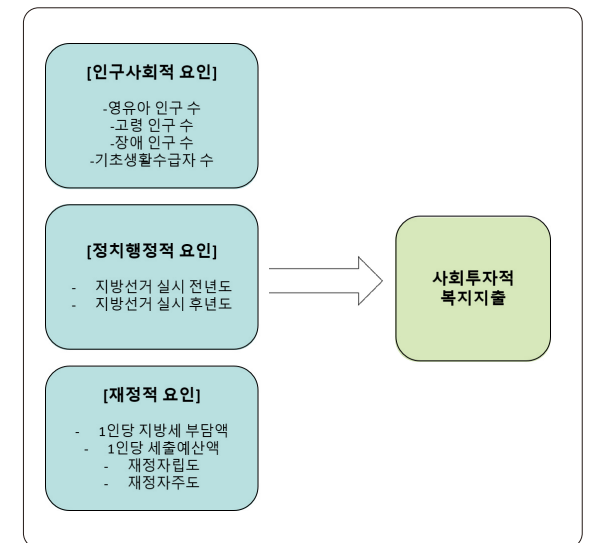 [인구사회적 요인]
-영유아 인구 수
-고령 인구 수
-장애 인구 수
-기초생활수급자 수
[정치행정적 요인]
- 지방선거 실시 전년도
- 지방선거 실시 후년도
[재정적 요인]
- 1인당 지방세 부담액
- 1인당 세출예산액
- 재정자립도
- 재정자주도
사회투자적
복지지출